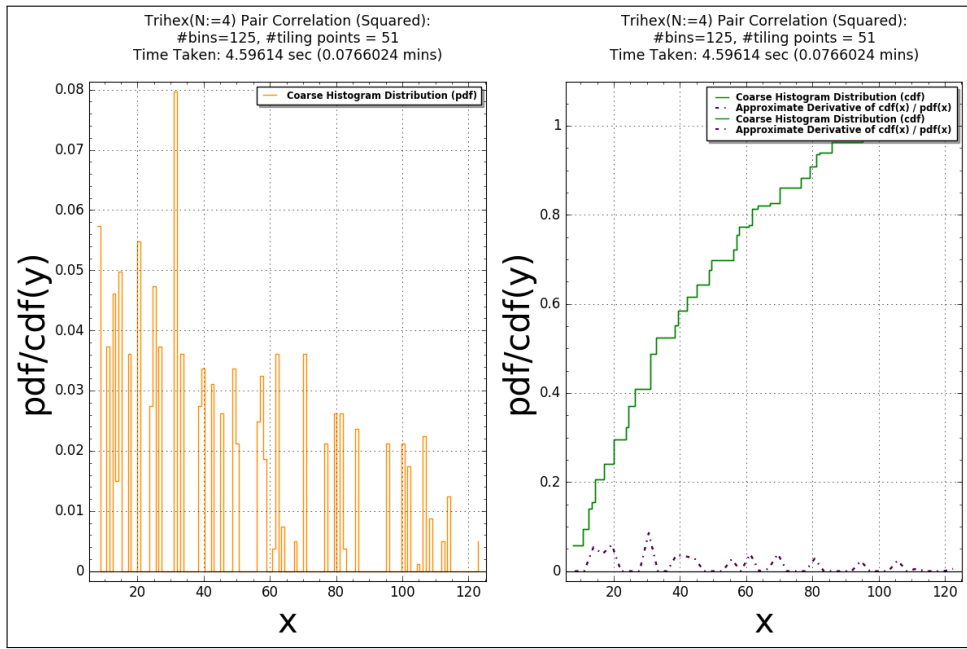 Trihex(N:=4) Pair Correlation (Squared):
#bins=125, #tiling points = 51
Time Taken: 4.59614 sec (0.0766024 mins)
Coarse Histogram Distribution (pdf)
pdf/cdf(y)
0.08
0.07
0.06
0.05
0.04
0.03
0.02
0.01
0
20
40
60
80
100
120
x
Trihex(N:=4) Pair Correlation (Squared):
#bins=125, #tiling points = 51
Time Taken: 4.59614 sec (0.0766024 mins)
Coarse Histogram Distribution (cdf)
Approximate Derivative of cdf(x) / pdf(x)
Coarse Histogram Distribution (cdf)
Approximate Derivative of cdf(x) / pdf(x)
pdf/cdf(y)
1
0.8
0.6
0.4
0.2
0
20
40
60
80
100
120
x